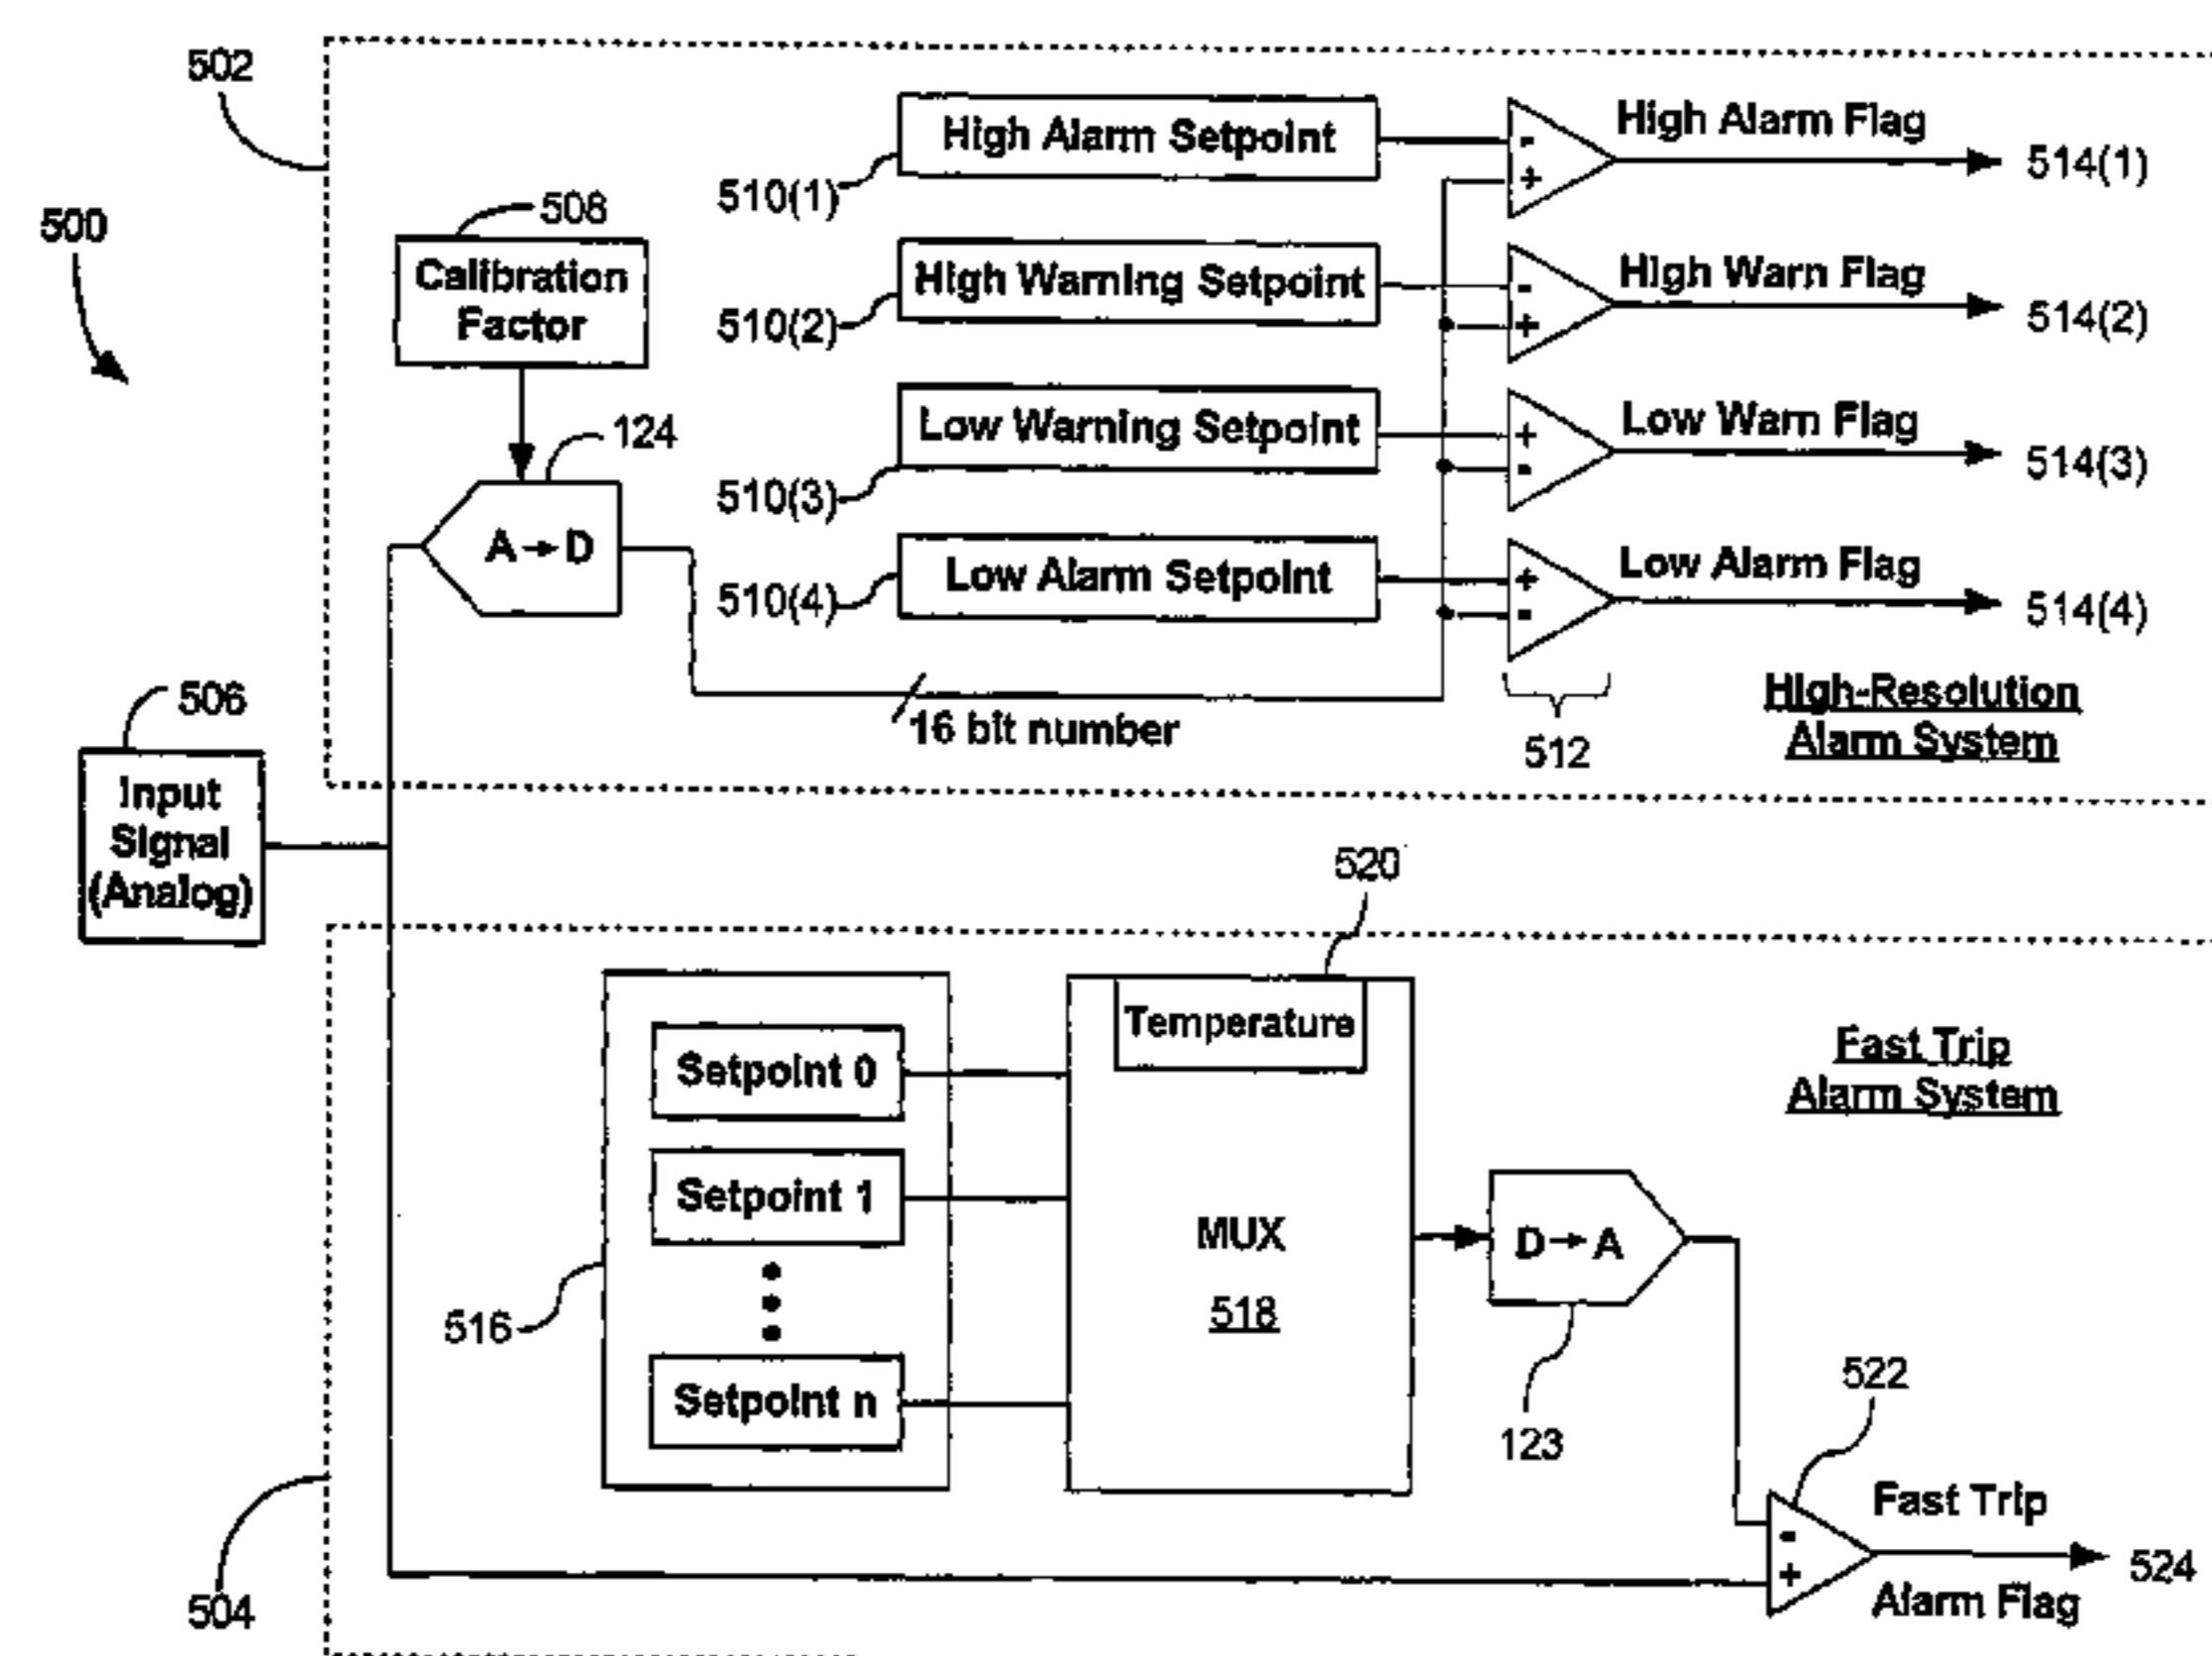 502
High Alarm Setpoint
510(1)
-
+
High Alarm Flag
514(1)
500
508
Calibration
Factor
High Warning Setpoint
510(2)
-
+
High Warn Flag
514(2)
124
A→D
Low Warning Setpoint
510(3)
+
-
Low Warn Flag
514(3)
Low Alarm Setpoint
510(4)
+
-
Low Alarm Flag
514(4)
16 bit number
512
High-Resolution
Alarm System
506
Input
Signal
(Analog)
520
Temperature
Setpoint 0
Setpoint 1
Setpoint n
516
MUX
518
Fast Trip
Alarm System
D→A
123
522
-
+
Fast Trip
Alarm Flag
524
504